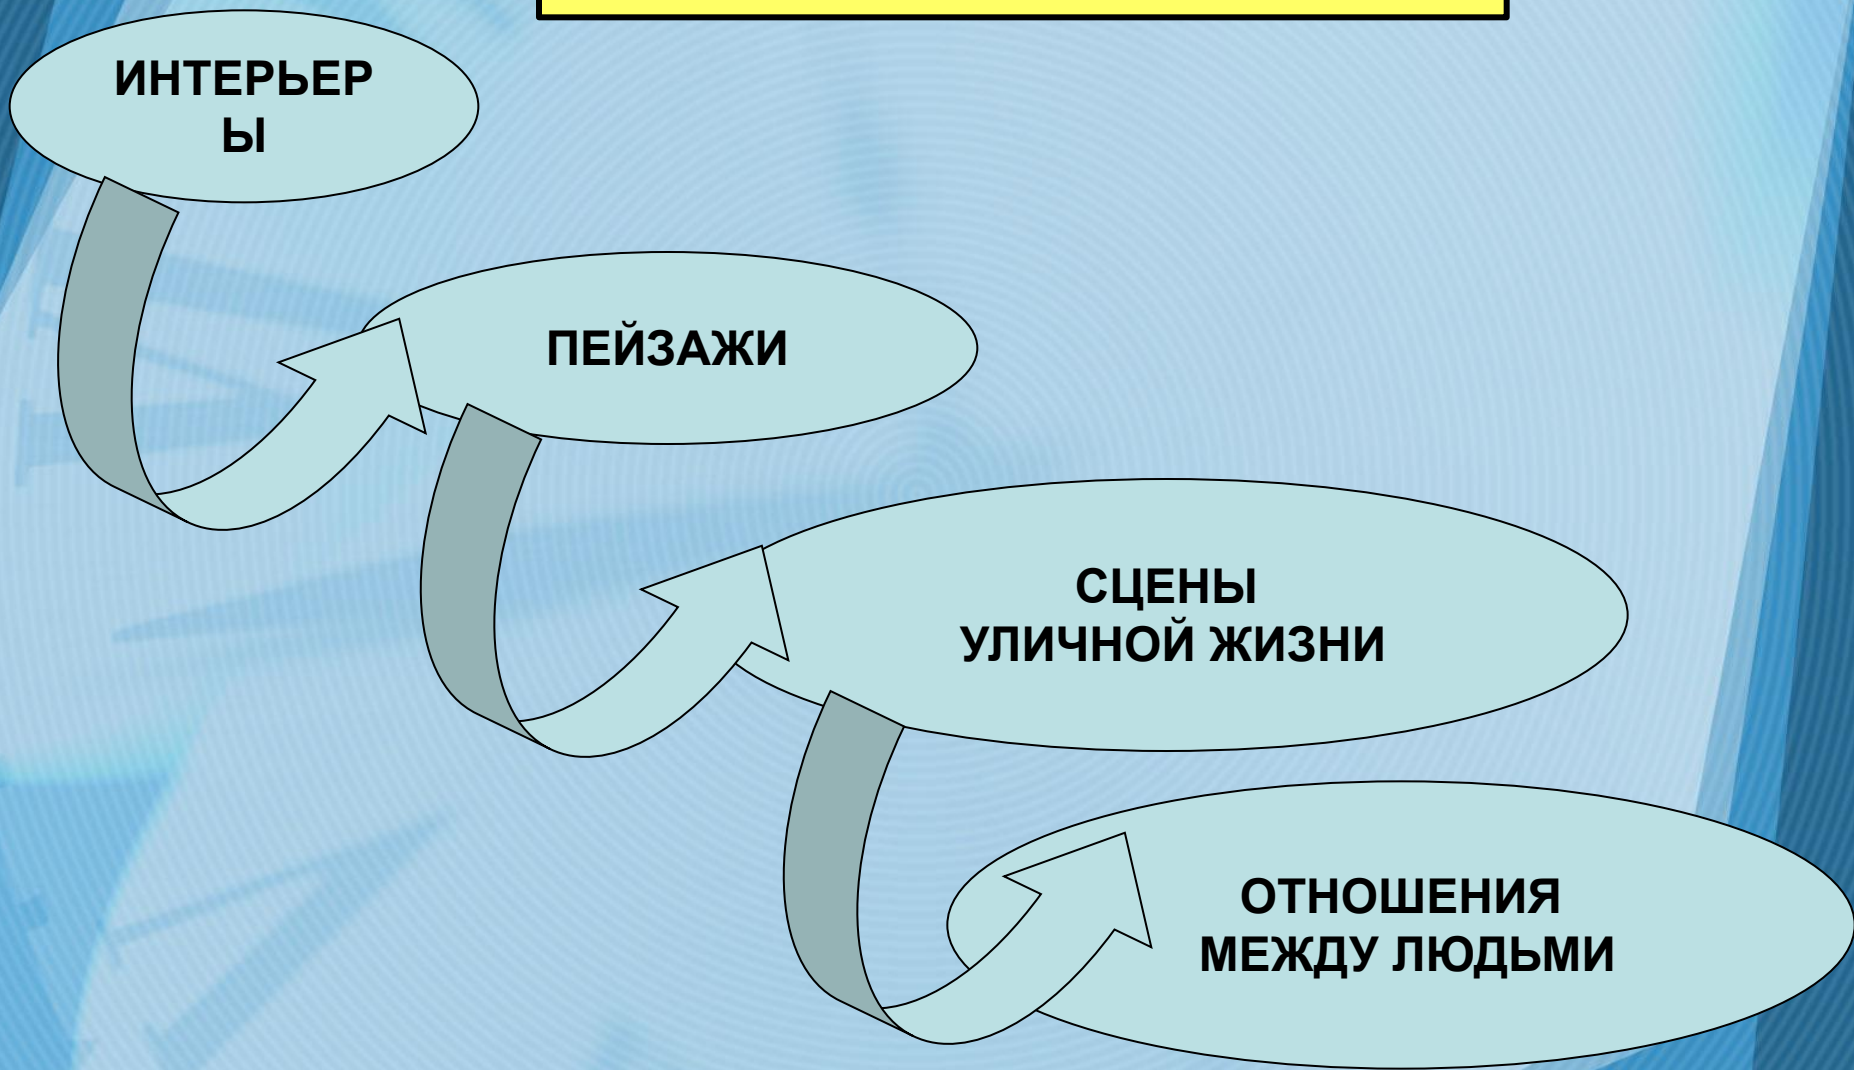 ИНТЕРЬЕР
Ы
ПЕЙЗАЖИ
СЦЕНЫ
УЛИЧНОЙ ЖИЗНИ
ОТНОШЕНИЯ
МЕЖДУ ЛЮДЬМИ